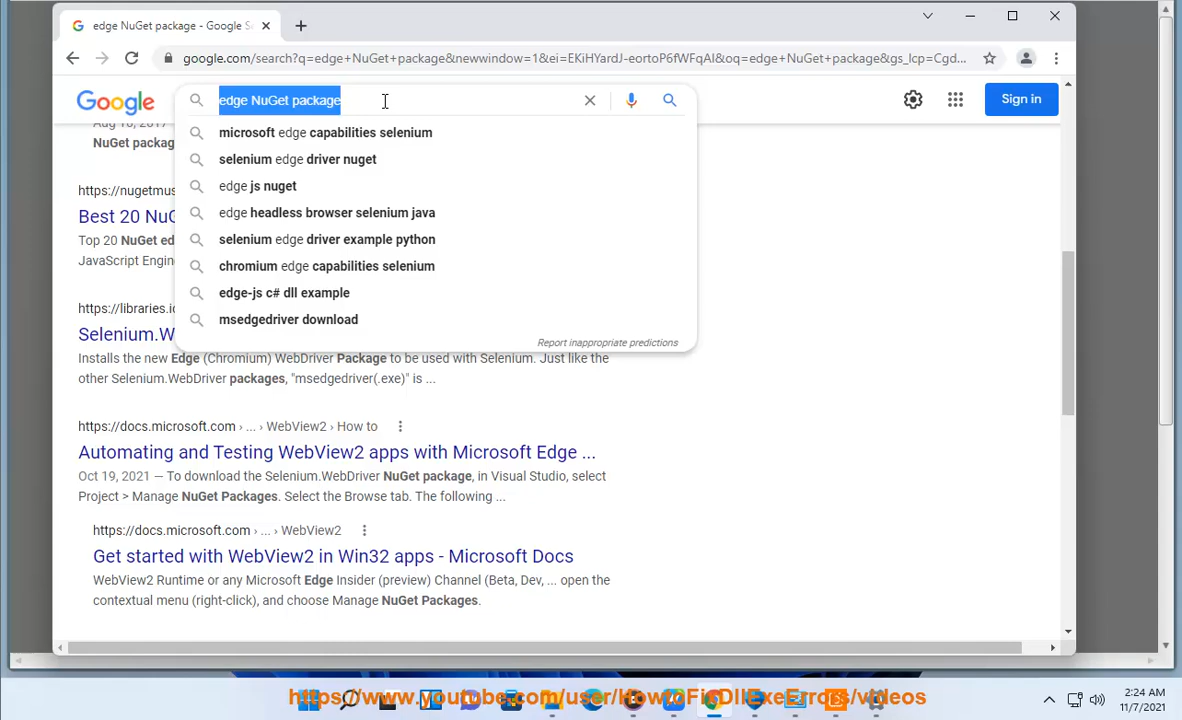 edge NuGet package - Google S
google.com/search?q=edge+NuGet+package&newwindow=1&ei=EKiHYardJ-eortoP6fWFqAI&oq=edge+NuGet+package&gs_lcp=Cgd...
Google
edge NuGet package
Sign in
microsoft edge capabilities selenium
selenium edge driver nuget
edge js nuget
edge headless browser selenium java
selenium edge driver example python
chromium edge capabilities selenium
edge-js c# dll example
msedgedriver download
Report inappropriate predictions
Aug 16, 2017
NuGet packag
https://nugetmus
Best 20 NuG
Top 20 NuGet ed
JavaScript Engin
https://libraries.io
Selenium.W
Installs the new Edge (Chromium) WebDriver Package to be used with Selenium. Just like the
other Selenium.WebDriver packages, "msedgedriver(.exe)" is ...
https://docs.microsoft.com › ... › WebView2 › How to
Automating and Testing WebView2 apps with Microsoft Edge ...
Oct 19, 2021 — To download the Selenium.WebDriver NuGet package, in Visual Studio, select
Project > Manage NuGet Packages. Select the Browse tab. The following ...
https://docs.microsoft.com › ... › WebView2
Get started with WebView2 in Win32 apps - Microsoft Docs
WebView2 Runtime or any Microsoft Edge Insider (preview) Channel (Beta, Dev, ... open the
contextual menu (right-click), and choose Manage NuGet Packages.
https://www.youtube.com/user/HowtoFixDllExeErrors/videos
2:24 AM
11/7/2021